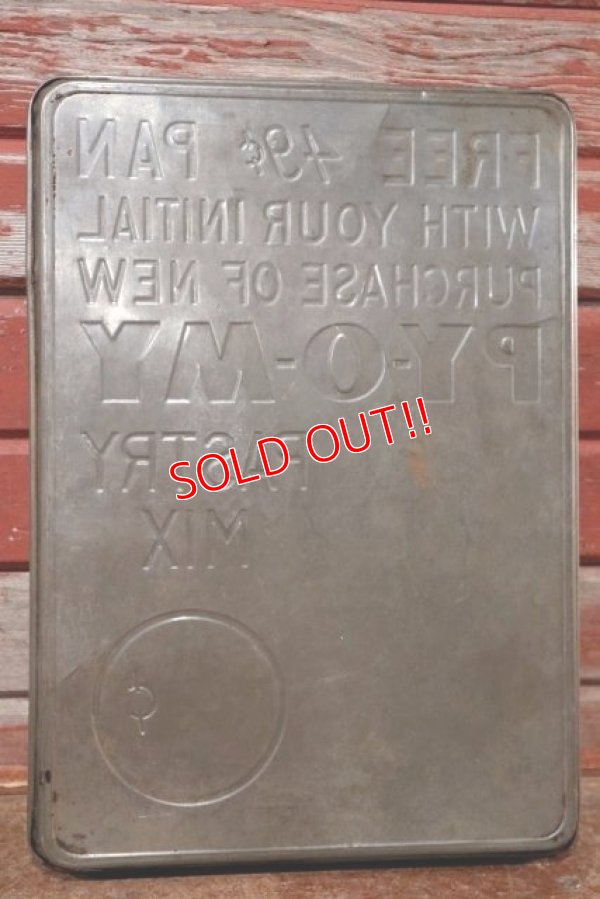 FREE 49¢ PAN
WITH YOUR INITIAL
PURCHASE OF NEW
PY-O-MY
PASTRY
MIX
¢
SOLD OUT!!